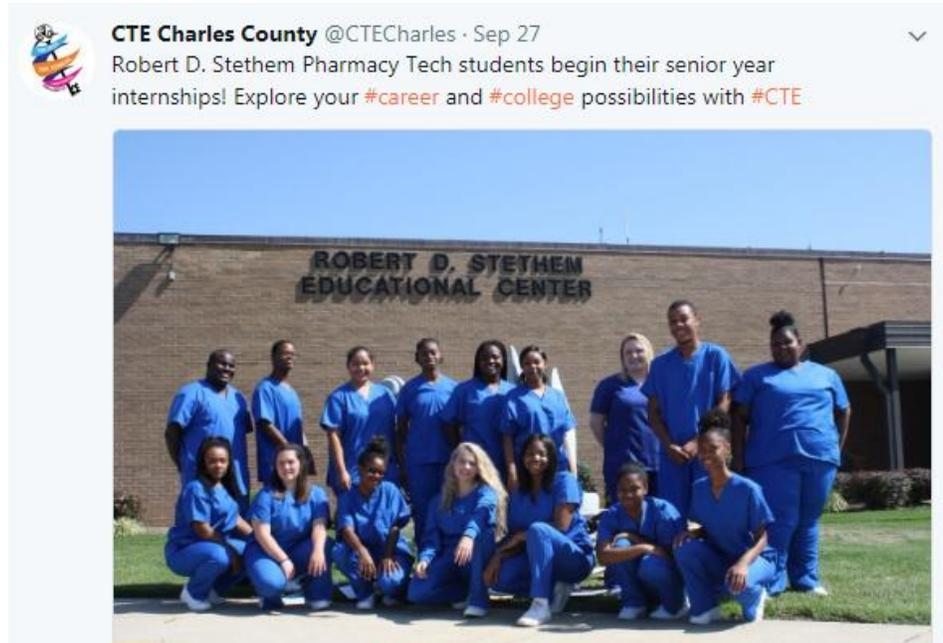 CTE Charles County @CTECharles · Sep 27
Robert D. Stethem Pharmacy Tech students begin their senior year
internships! Explore your #career and #college possibilities with #CTE
ROBERT D. STETHEM
EDUCATIONAL CENTER